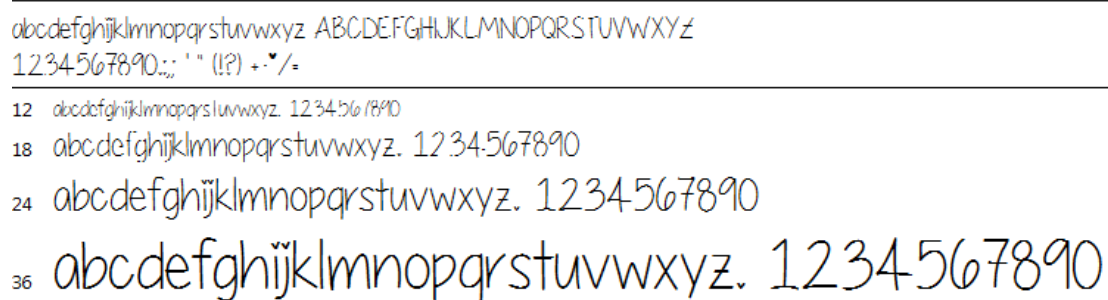 abcdefghijklmnopqrstuvwxyz ABCDEFGHIJKLMNOPQRSTUVWXYZ
1234567890.:,; ' " (!?) +-*/=
12 abcdefghijklmnopqrstuvwxyz. 1234567890
18 abcdefghijklmnopqrstuvwxyz. 1234567890
24 abcdefghijklmnopqrstuvwxyz. 1234567890
36 abcdefghijklmnopqrstuvwxyz. 1234567890